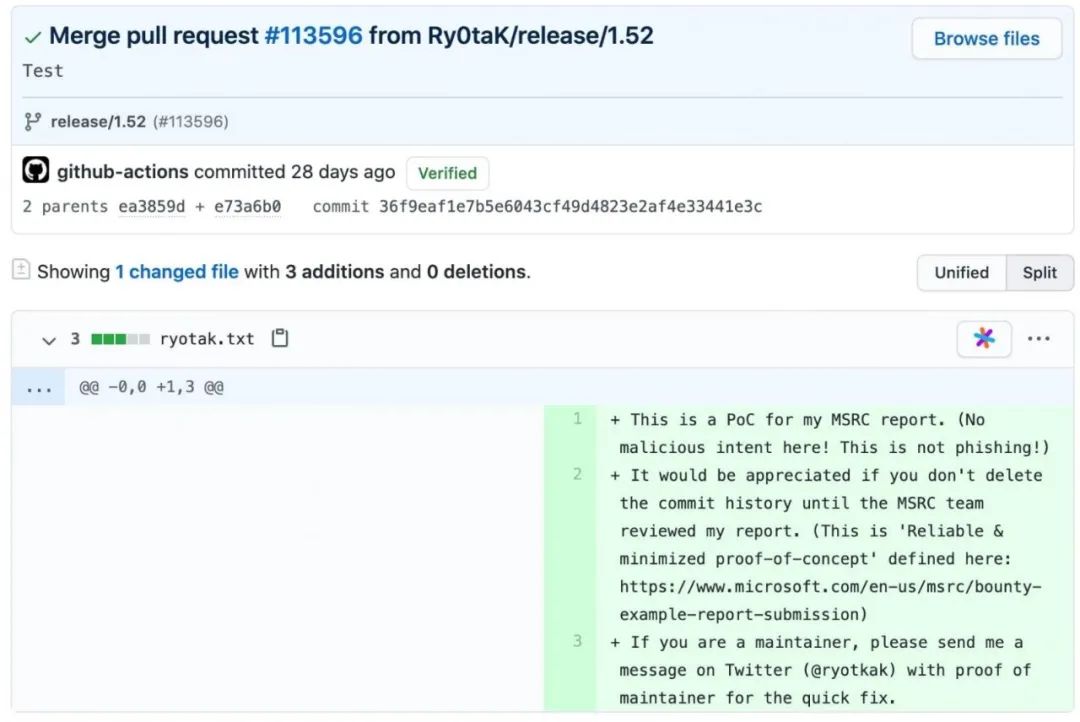 Merge pull request #113596 from Ry0taK/release/1.52
Browse files
Test
release/1.52 (#113596)
github-actions committed 28 days ago Verified
2 parents ea3859d + e73a6b0 commit 36f9eaf1e7b5e6043cf49d4823e2af4e33441e3c
Showing 1 changed file with 3 additions and 0 deletions.
Unified Split
3 ryotak.txt
... @@ -0,0 +1,3 @@
1 + This is a PoC for my MSRC report. (No
malicious intent here! This is not phishing!)
2 + It would be appreciated if you don't delete
the commit history until the MSRC team
reviewed my report. (This is 'Reliable &
minimized proof-of-concept' defined here:
https://www.microsoft.com/en-us/msrc/bounty-
example-report-submission)
3 + If you are a maintainer, please send me a
message on Twitter (@ryotkak) with proof of
maintainer for the quick fix.